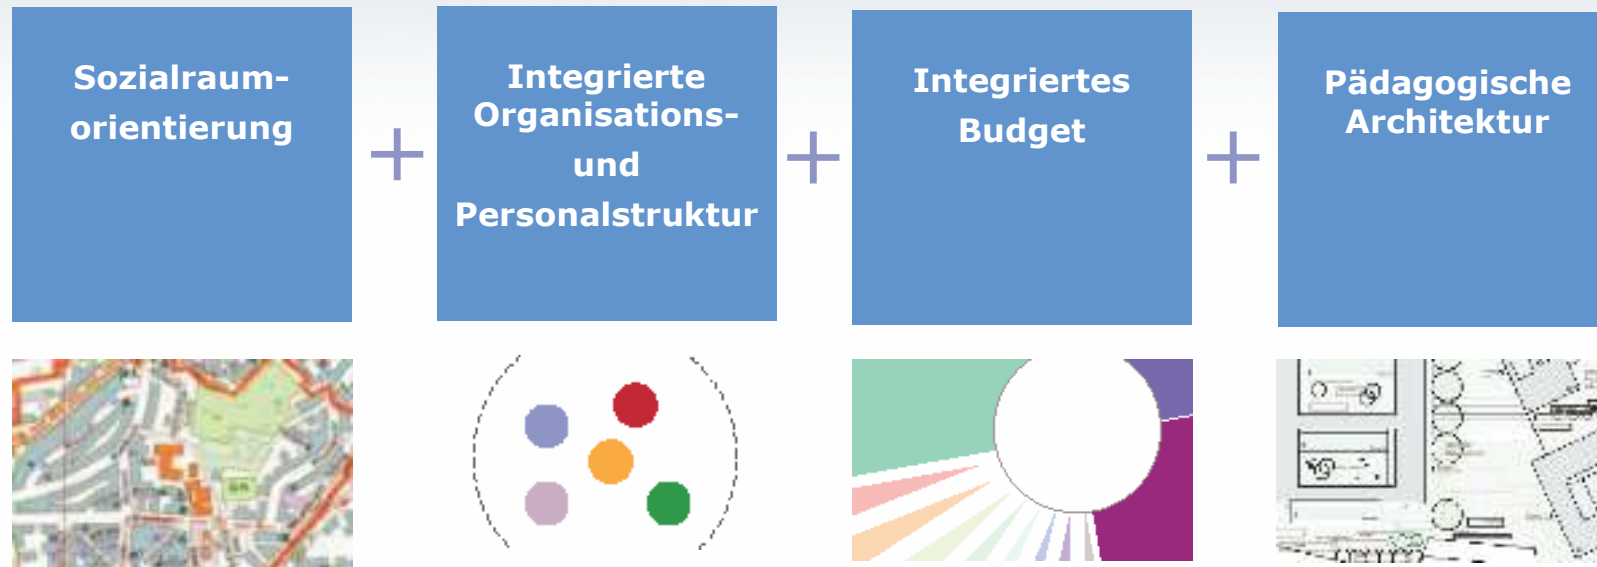 Sozialraum-
orientierung
+
Integrierte
Organisations-
und
Personalstruktur
+
Integriertes
Budget
+
Pädagogische
Architektur